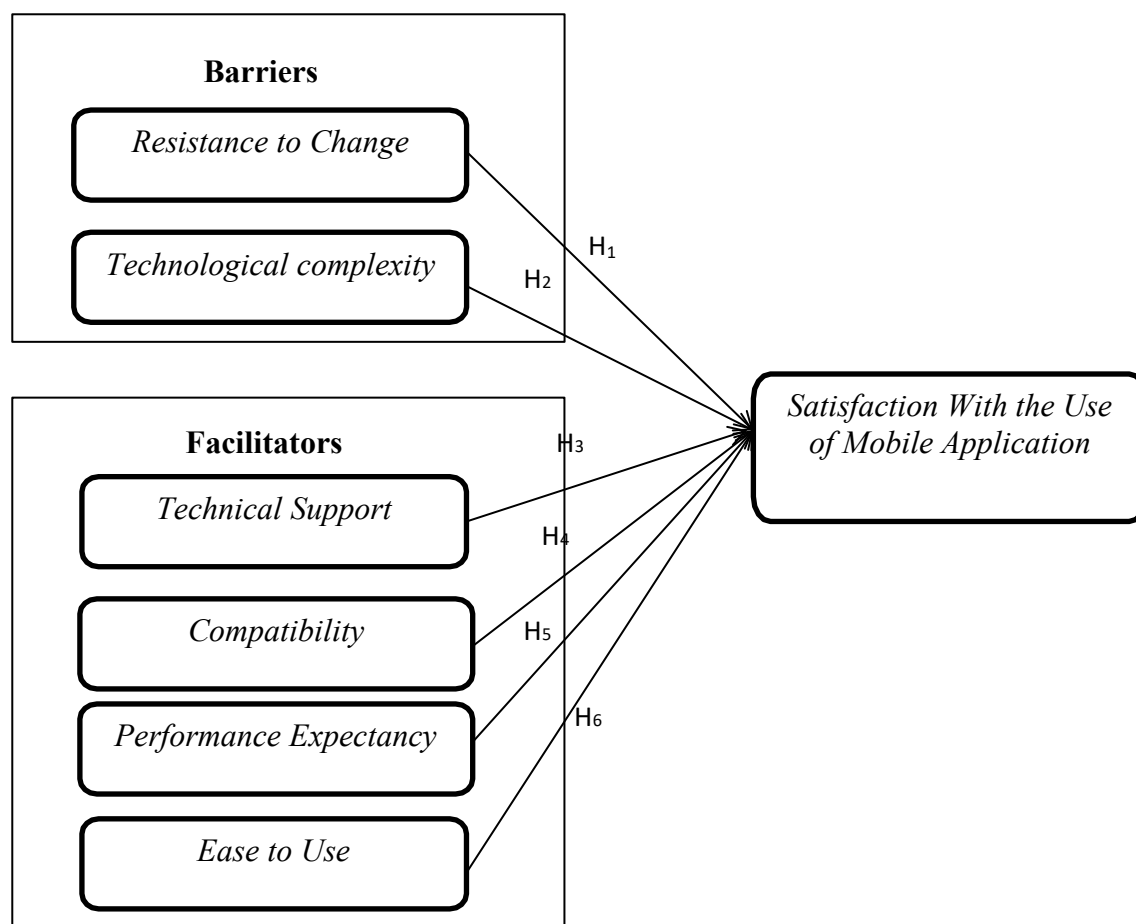 Barriers
Resistance to Change
H1
Technological complexity
H2
Satisfaction With the Use
of Mobile Application
Facilitators
H3
Technical Support
H4
Compatibility
H5
Performance Expectancy
H6
Ease to Use